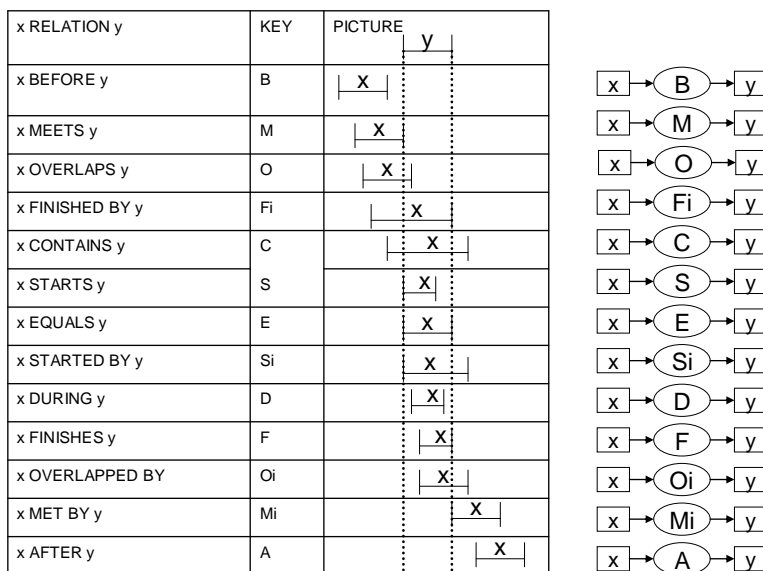 x RELATION y KEY PICTURE y
x BEFORE y B x
x MEETS y M x
x OVERLAPS y O x
x FINISHED BY y Fi x
x CONTAINS y C x
x STARTS y S x
x EQUALS y E x
x STARTED BY y Si x
x DURING y D x
x FINISHES y F x
x OVERLAPPED BY Oi x
x MET BY y Mi x
x AFTER y A x
x B y
x M y
x O y
x Fi y
x C y
x S y
x E y
x Si y
x D y
x F y
x Oi y
x Mi y
x A y